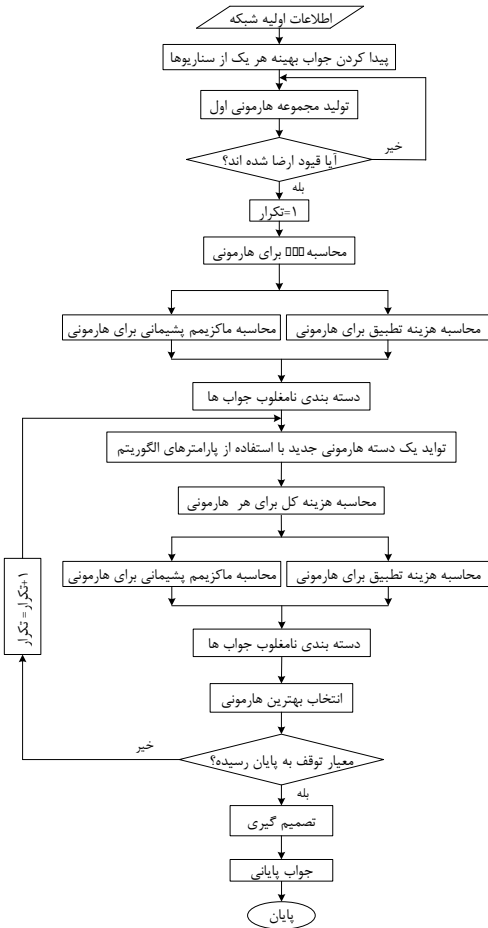 اطلاعات اولیه شبکه
پیدا کردن جواب بهینه هر یک از سناریوها
تولید مجموعه هارمونی اول
آیا قیود ارضا شده اند؟
خیر
بله
۱=تکرار
محاسبه □□□ برای هارمونی
محاسبه هزینه تطبیق برای هارمونی
محاسبه ماکزیمم پشیمانی برای هارمونی
دسته بندی نامغلوب جواب ها
تواید یک دسته هارمونی جدید با استفاده از پارامترهای الگوریتم
محاسبه هزینه کل برای هر هارمونی
محاسبه هزینه تطبیق برای هارمونی
محاسبه ماکزیمم پشیمانی برای هارمونی
دسته بندی نامغلوب جواب ها
انتخاب بهترین هارمونی
معیار توقف به پایان رسیده؟
خیر
۱+تکرار = تکرار
بله
تصمیم گیری
جواب پایانی
پایان